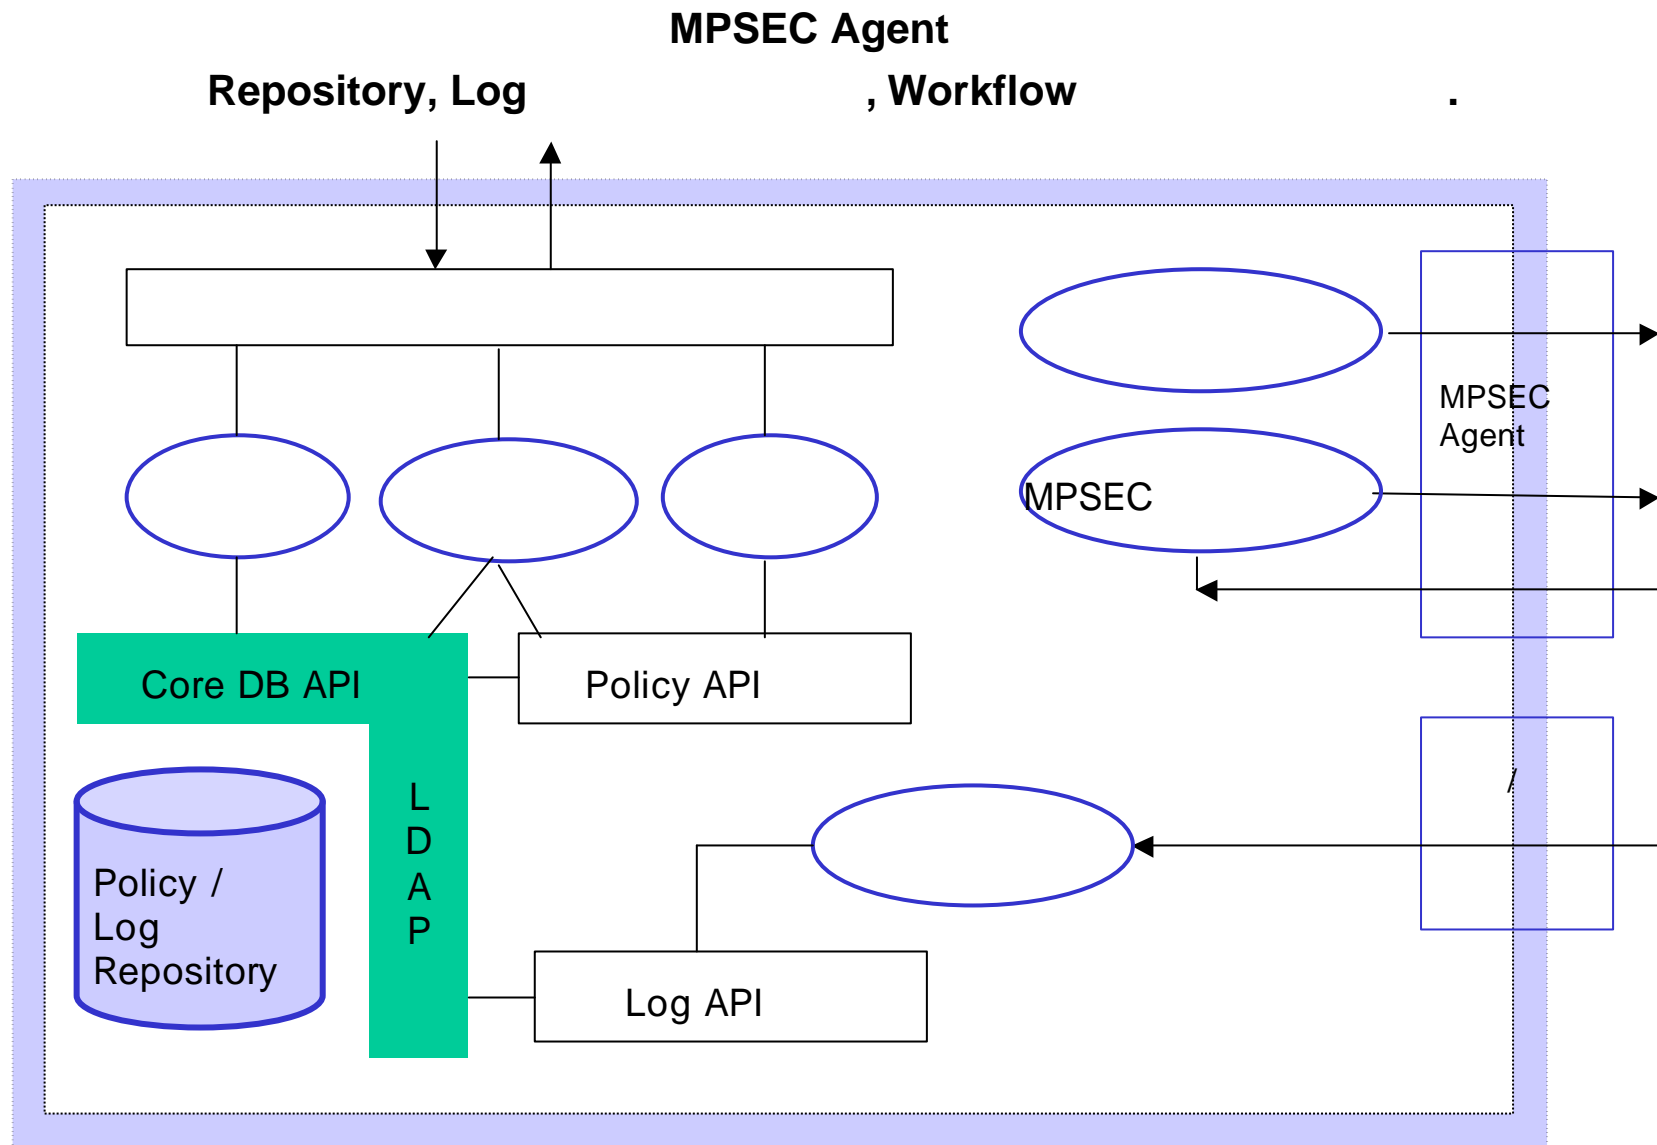 MPSEC Agent
Repository, Log , Workflow .
MPSEC
Agent
MPSEC
Core DB API
Policy API
L
D
A
P
/
Policy /
Log
Repository
Log API